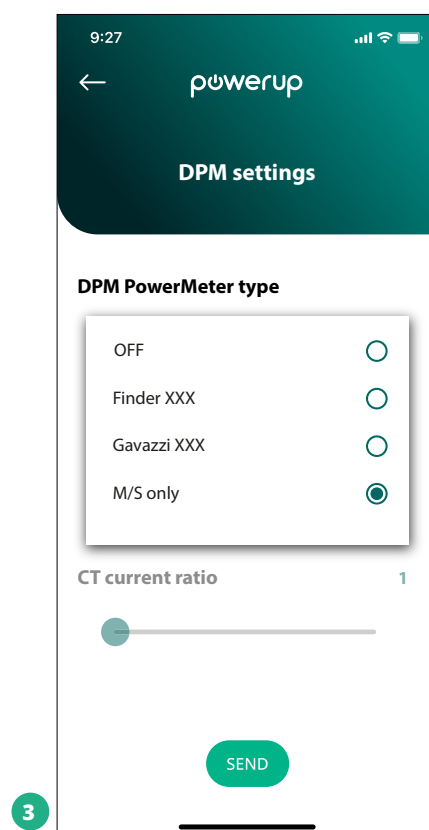 9:27
powerup
DPM settings
DPM PowerMeter type
OFF
Finder XXX
Gavazzi XXX
M/S only
CT current ratio 1
SEND
3